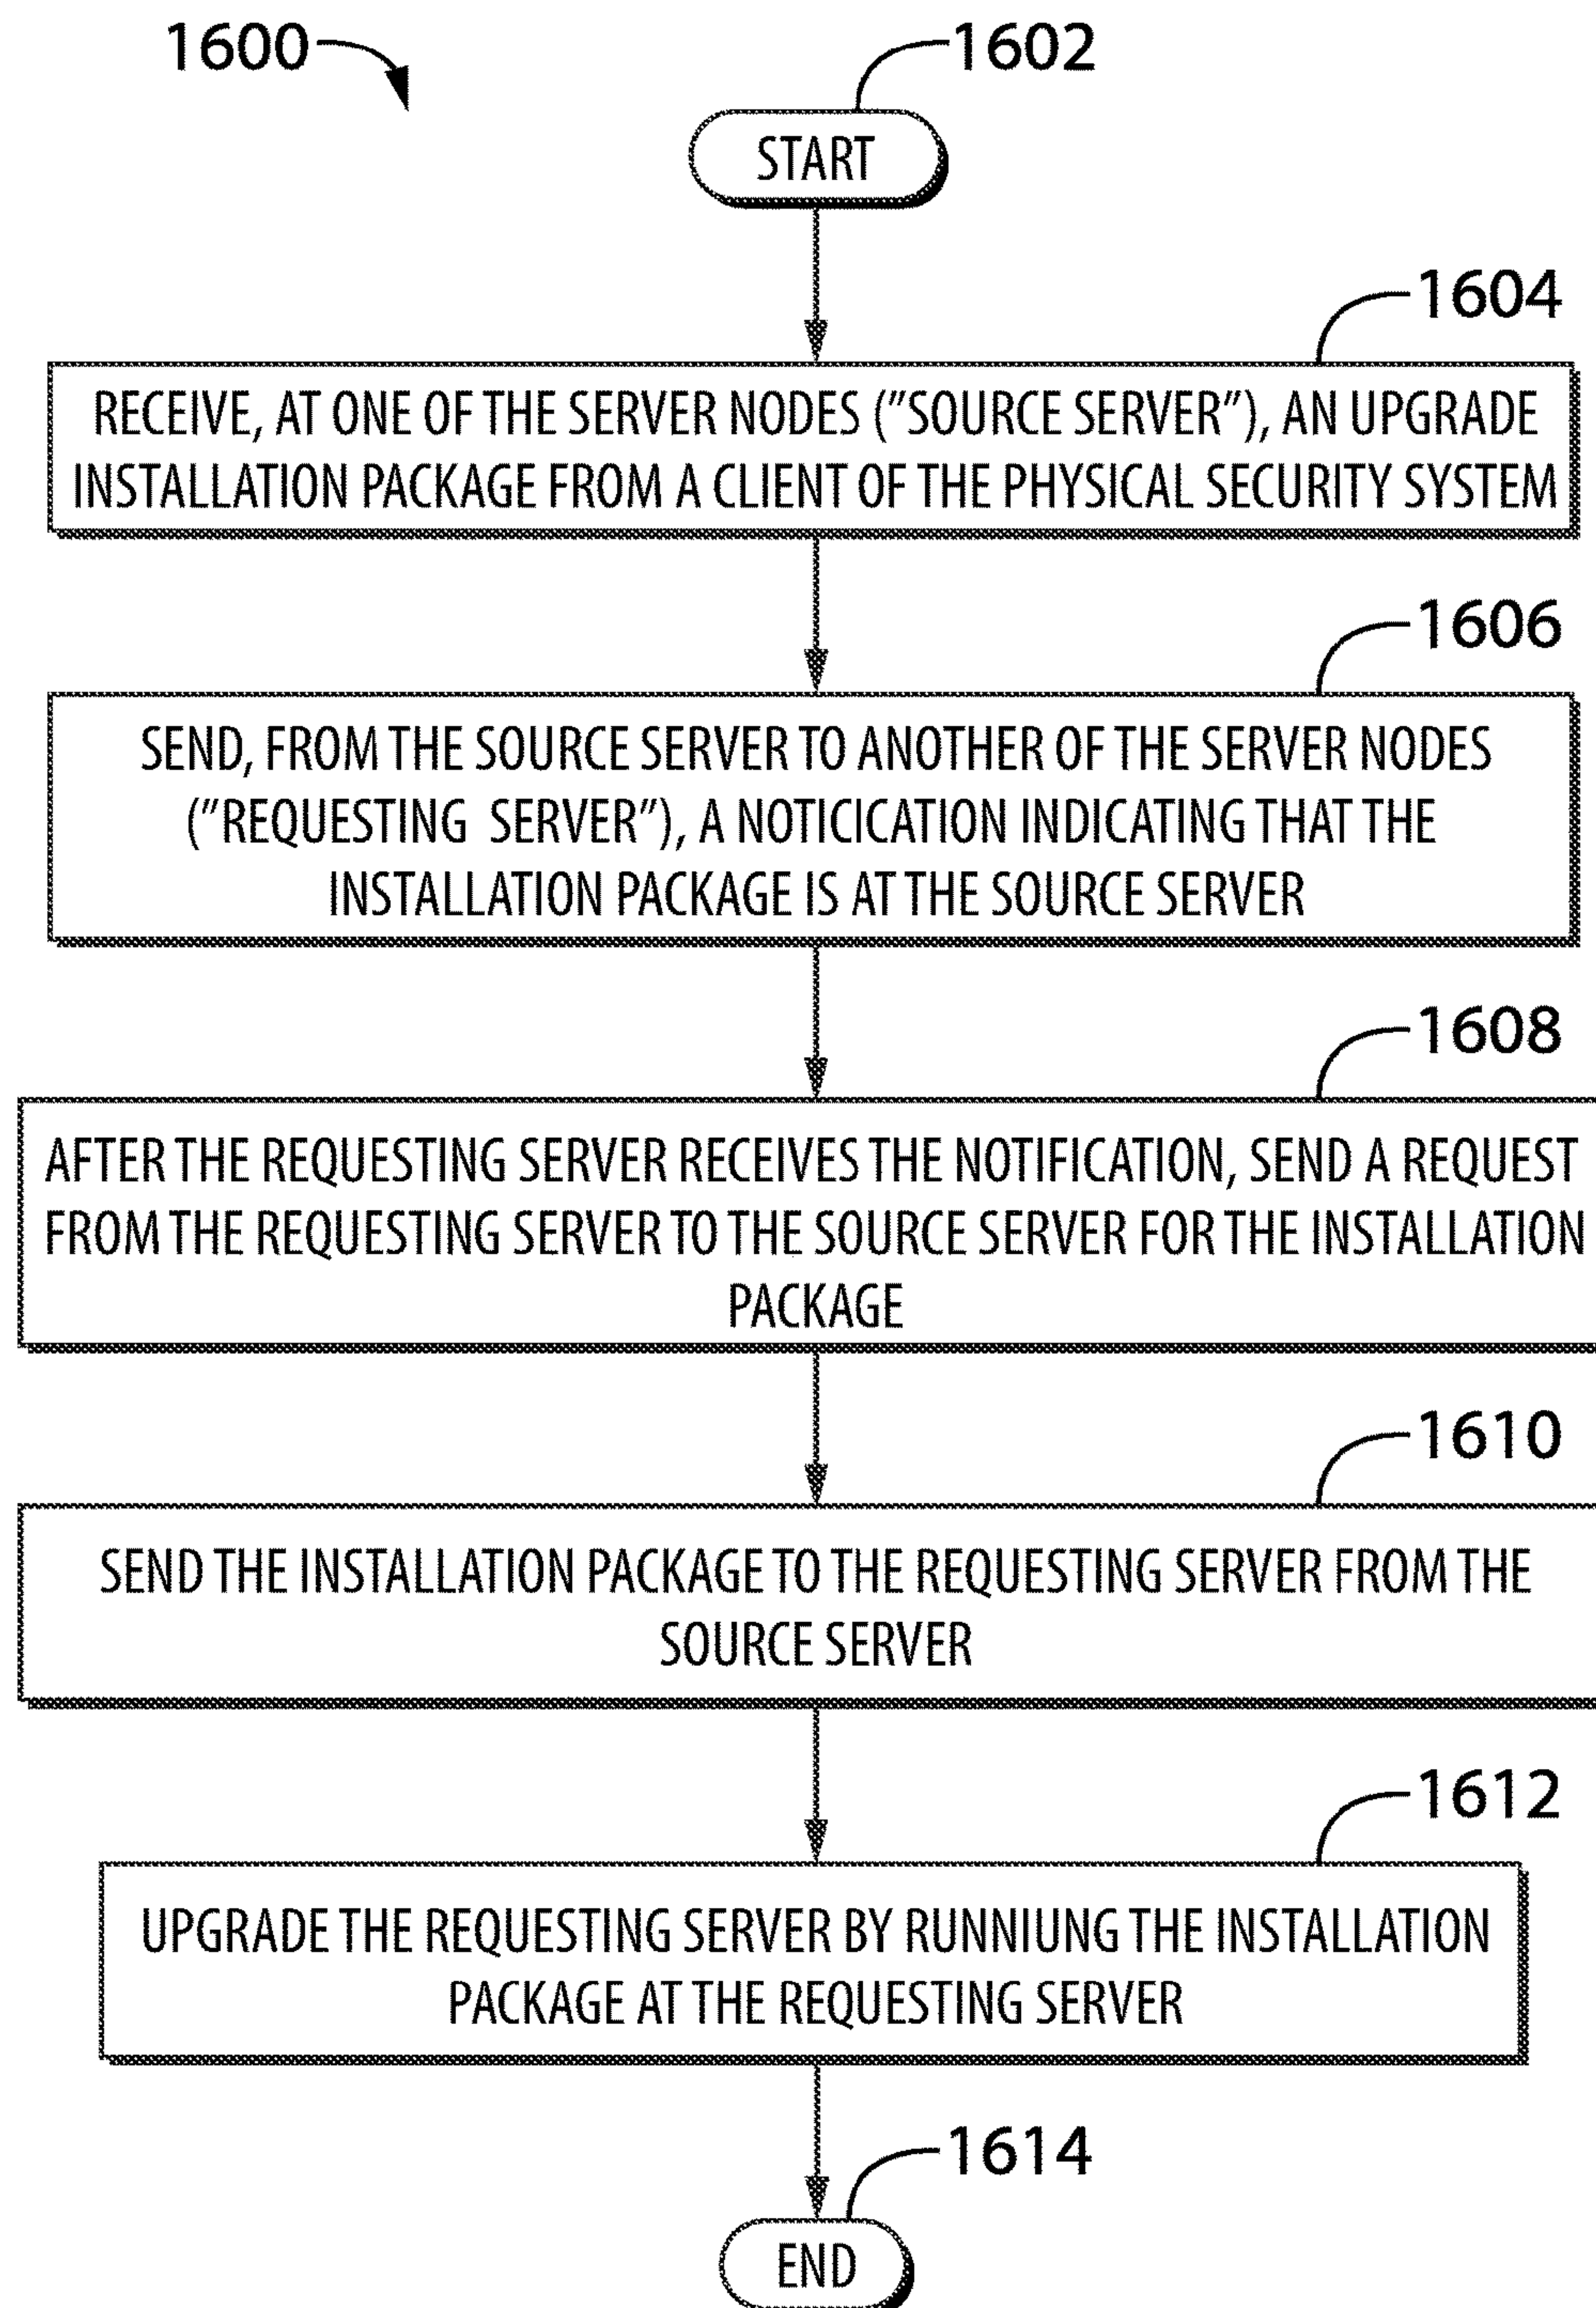 1600
1602
START
1604
RECEIVE, AT ONE OF THE SERVER NODES ("SOURCE SERVER"), AN UPGRADE
INSTALLATION PACKAGE FROM A CLIENT OF THE PHYSICAL SECURITY SYSTEM
1606
SEND, FROM THE SOURCE SERVER TO ANOTHER OF THE SERVER NODES
("REQUESTING SERVER"), A NOTICICATION INDICATING THAT THE
INSTALLATION PACKAGE IS AT THE SOURCE SERVER
1608
AFTER THE REQUESTING SERVER RECEIVES THE NOTIFICATION, SEND A REQUEST
FROM THE REQUESTING SERVER TO THE SOURCE SERVER FOR THE INSTALLATION
PACKAGE
1610
SEND THE INSTALLATION PACKAGE TO THE REQUESTING SERVER FROM THE
SOURCE SERVER
1612
UPGRADE THE REQUESTING SERVER BY RUNNIUNG THE INSTALLATION
PACKAGE AT THE REQUESTING SERVER
1614
END